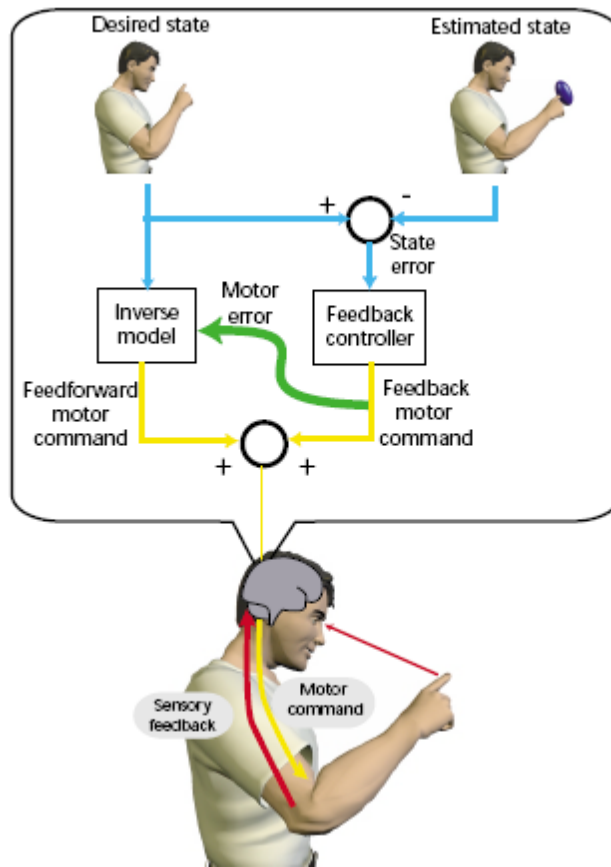 Desired state
Estimated state
+
-
State
error
Motor
error
Inverse
model
Feedback
controller
Feedforward
motor
command
Feedback
motor
command
+
+
Sensory
feedback
Motor
command